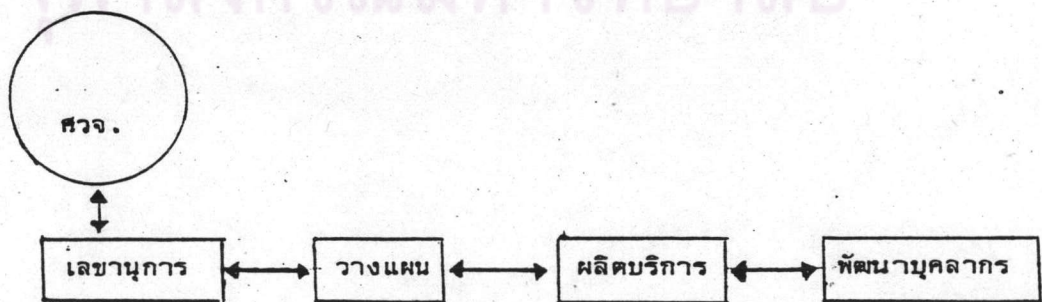 ศวจ.
เลขานุการ
วางแผน
ผลิตบริการ
พัฒนาบุคลากร